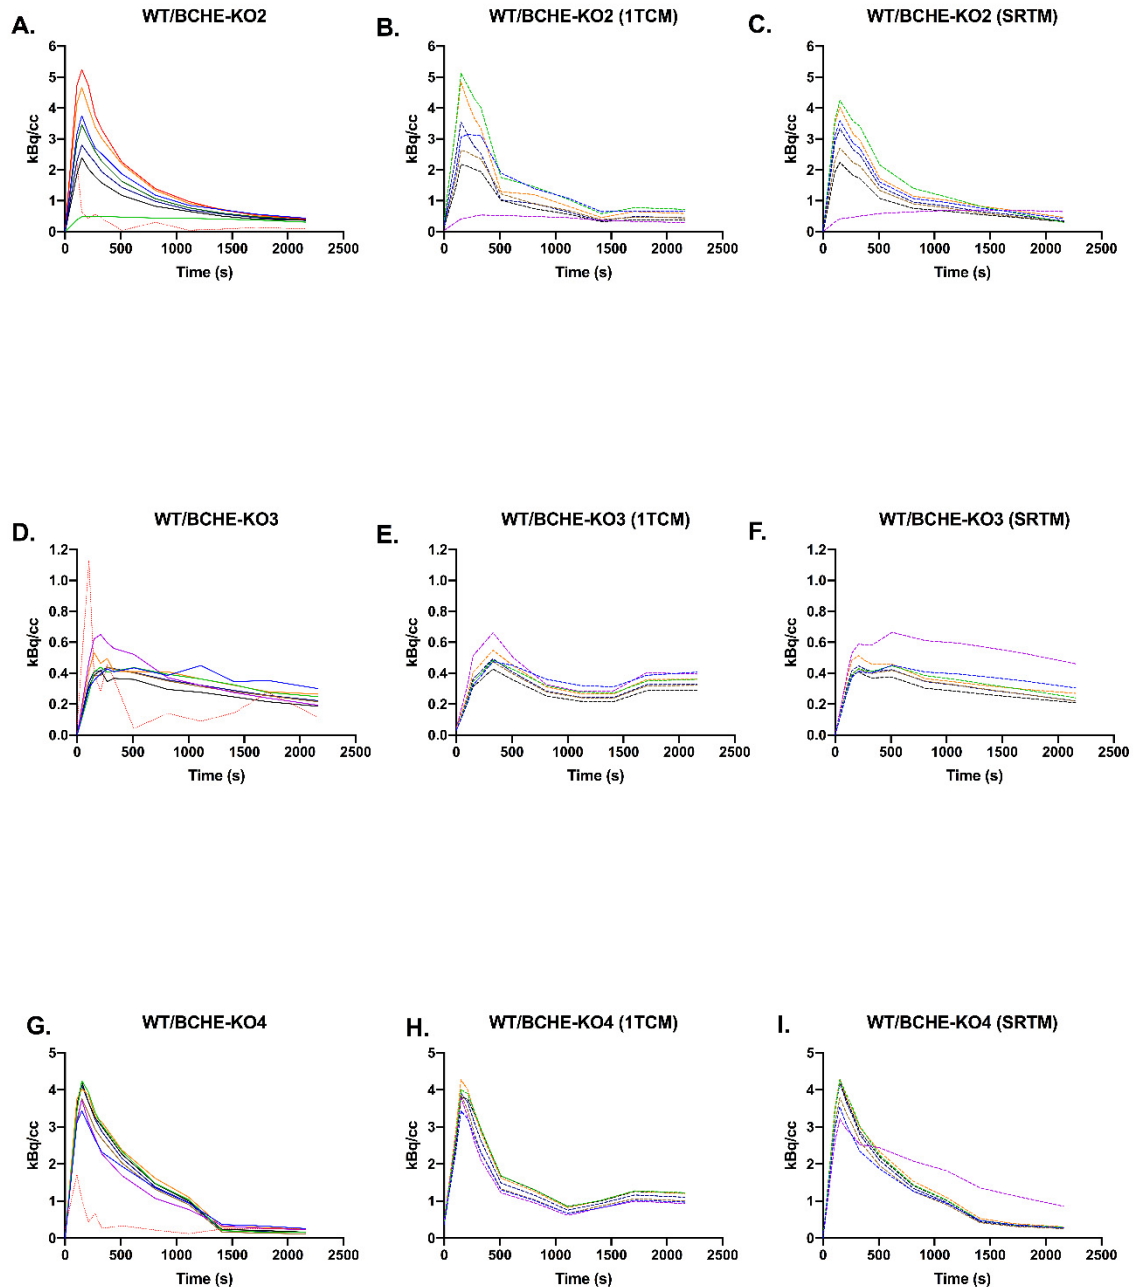 A. WT/BCHE-KO2
B. WT/BCHE-KO2 (1TCM)
C. WT/BCHE-KO2 (SRTM)
6 5 4 3 2 1 0
kBq/cc
0 500 1000 1500 2000 2500
Time (s)
6 5 4 3 2 1 0
kBq/cc
0 500 1000 1500 2000 2500
Time (s)
6 5 4 3 2 1 0
kBq/cc
0 500 1000 1500 2000 2500
Time (s)
D. WT/BCHE-KO3
E. WT/BCHE-KO3 (1TCM)
F. WT/BCHE-KO3 (SRTM)
1.2 1.0 0.8 0.6 0.4 0.2 0.0
kBq/cc
0 500 1000 1500 2000 2500
Time (s)
1.2 1.0 0.8 0.6 0.4 0.2 0.0
kBq/cc
0 500 1000 1500 2000 2500
Time (s)
1.2 1.0 0.8 0.6 0.4 0.2 0.0
kBq/cc
0 500 1000 1500 2000 2500
Time (s)
G. WT/BCHE-KO4
H. WT/BCHE-KO4 (1TCM)
I. WT/BCHE-KO4 (SRTM)
5 4 3 2 1 0
kBq/cc
0 500 1000 1500 2000 2500
Time (s)
5 4 3 2 1 0
kBq/cc
0 500 1000 1500 2000 2500
Time (s)
5 4 3 2 1 0
kBq/cc
0 500 1000 1500 2000 2500
Time (s)